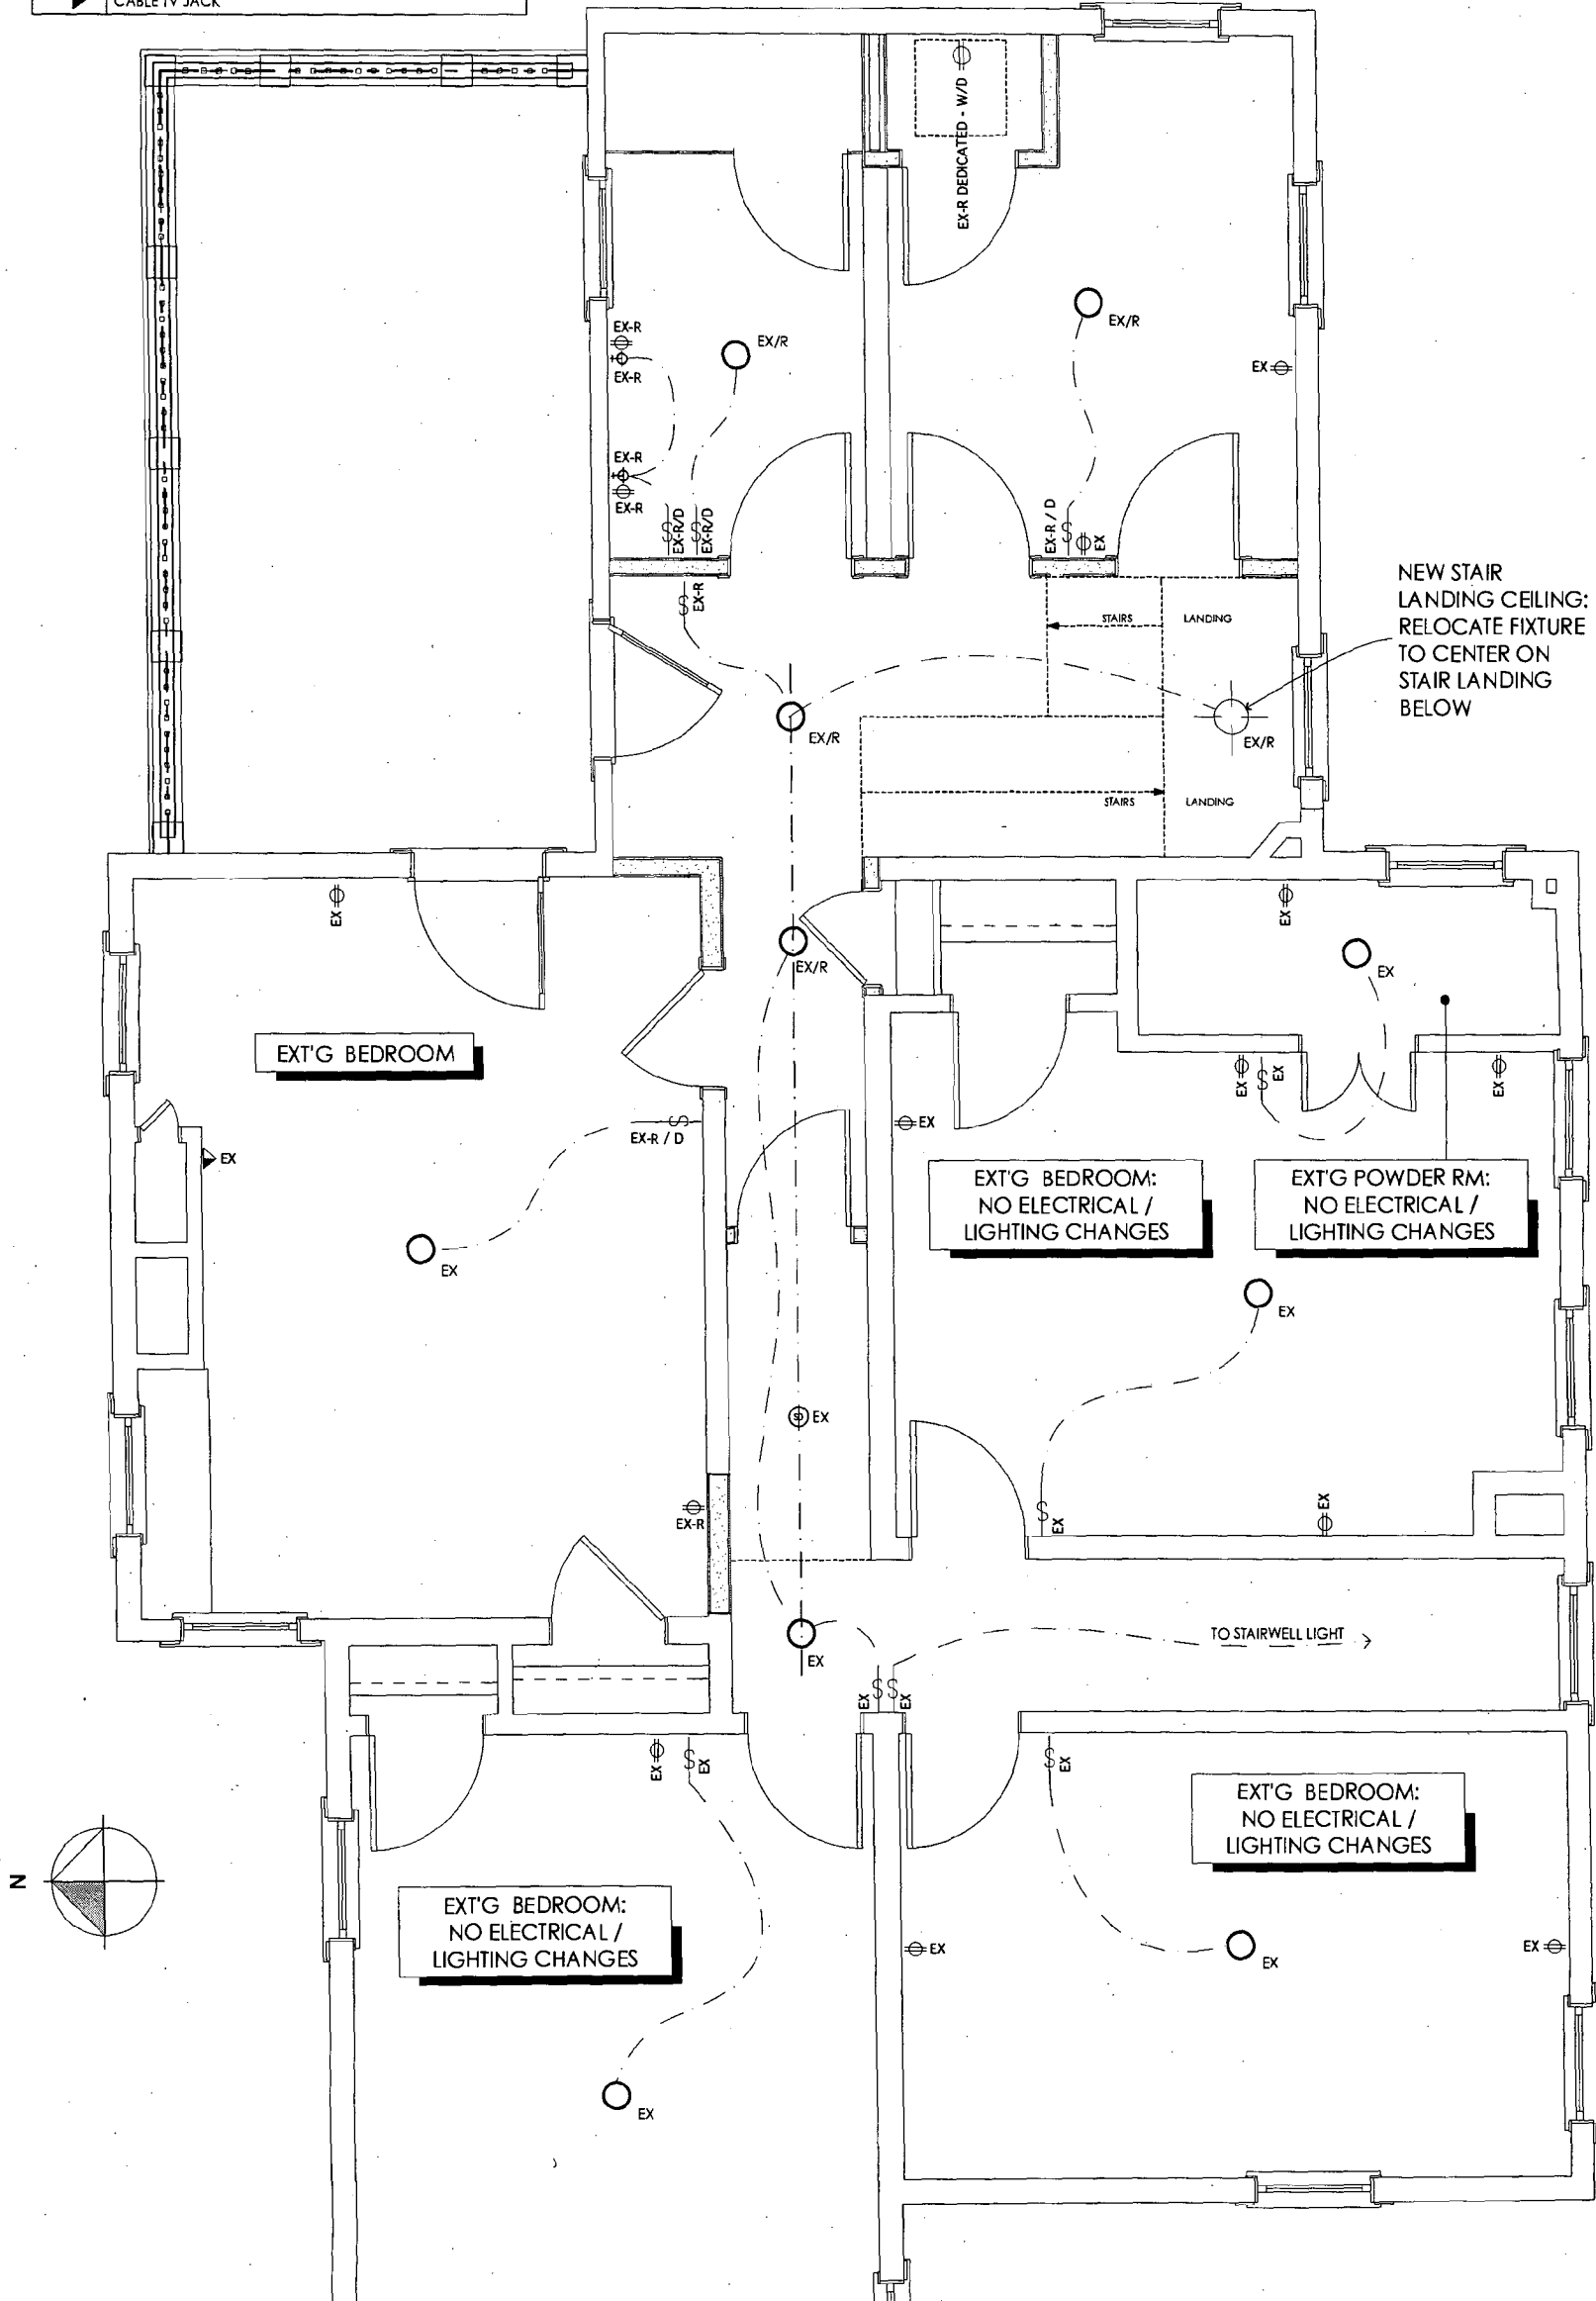 CABLE TV JACK
EX-R DEDICATED - W/D
EX-R
EX-R
EX/R
EX/R
EX
EX-R
EX-R
EX-R/D
EX-R/D
EX-R / D
EX
EX-R
STAIRS
LANDING
NEW STAIR
LANDING CEILING:
RELOCATE FIXTURE
TO CENTER ON
STAIR LANDING
BELOW
EX/R
EX/R
STAIRS
LANDING
EX
EX
EX/R
EX
EXT'G BEDROOM
EX
EX
EX
EX
EX-R / D
EX
EXT'G BEDROOM:
NO ELECTRICAL /
LIGHTING CHANGES
EXT'G POWDER RM:
NO ELECTRICAL /
LIGHTING CHANGES
EX
EX
EX
SD
EX
EX-R
EX
EX
TO STAIRWELL LIGHT
EX
EX
EX
EX
EX
EX
EXT'G BEDROOM:
NO ELECTRICAL /
LIGHTING CHANGES
N
EXT'G BEDROOM:
NO ELECTRICAL /
LIGHTING CHANGES
EX
EX
EX
EX